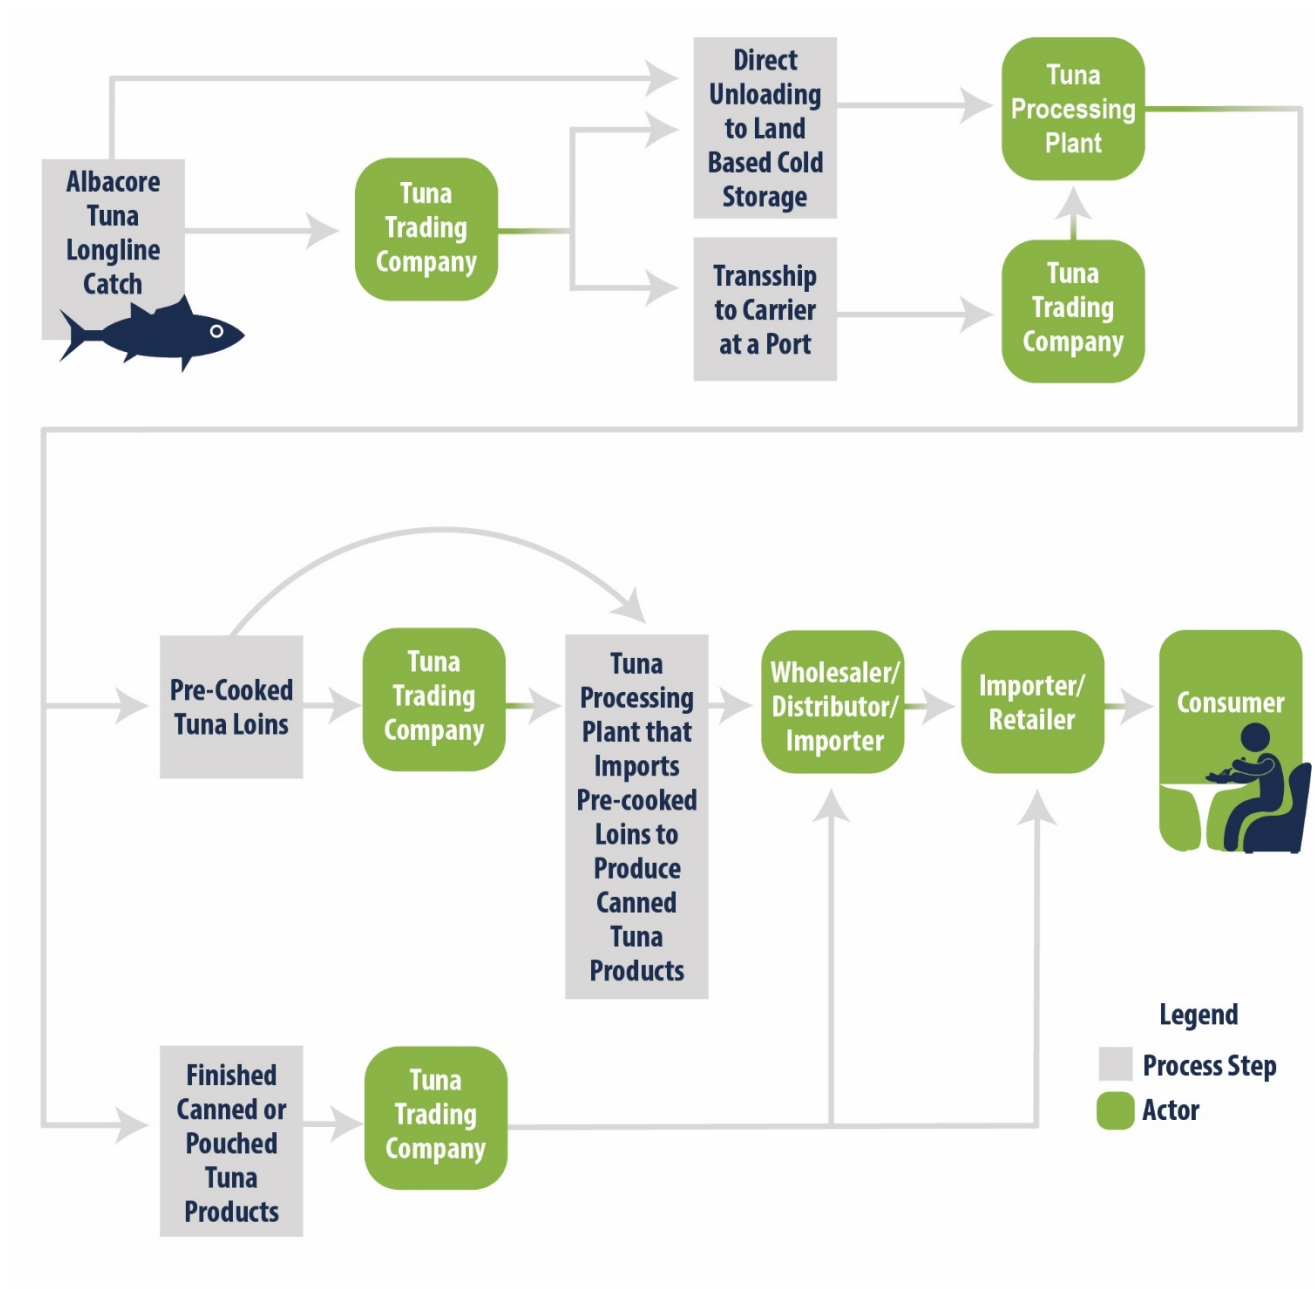 Albacore
Tuna
Longline
Catch
Tuna
Trading
Company
Direct
Unloading
to Land
Based Cold
Storage
Transship
to Carrier
at a Port
Tuna
Processing
Plant
Tuna
Trading
Company
Pre-Cooked
Tuna Loins
Tuna
Trading
Company
Tuna
Processing
Plant that
Imports
Pre-cooked
Loins to
Produce
Canned
Tuna
Products
Wholesaler/
Distributor/
Importer
Importer/
Retailer
Consumer
Finished
Canned or
Pouched
Tuna
Products
Tuna
Trading
Company
Legend
Process Step
Actor